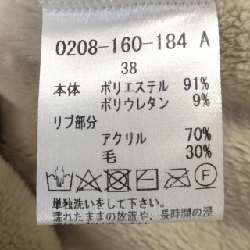 0208-160-184 A
38
本体 ポリエステル 91%
ポリウレタン 9%
リブ部分
アクリル 70%
毛 30%
F
単独洗いをして下さい。
濡れたままの放置や、長時間の浸